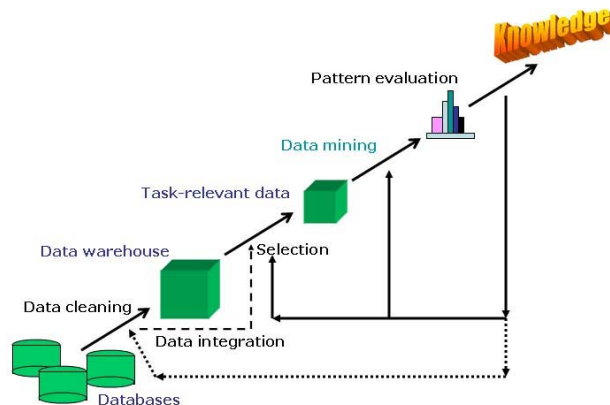 Knowledge
Pattern evaluation
Data mining
Task-relevant data
Data warehouse
Selection
Data cleaning
Data integration
Databases